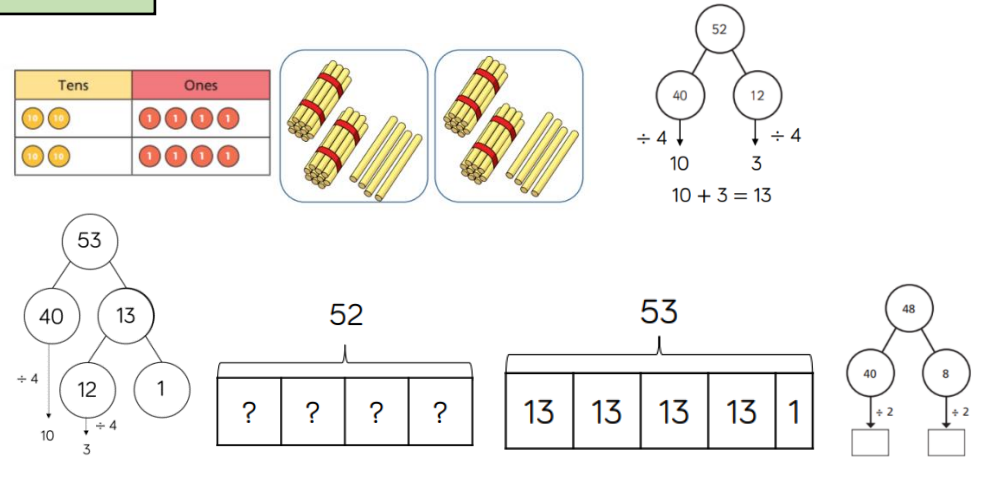 Tens Ones
10 10 1 1 1 1
10 10 1 1 1 1
52
40 12
÷ 4 ÷ 4
10 3
10 + 3 = 13
53
40 13
12 1
÷ 4
÷ 4
10
3
52
? ? ? ?
53
13 13 13 13 1
48
40 8
÷ 2 ÷ 2